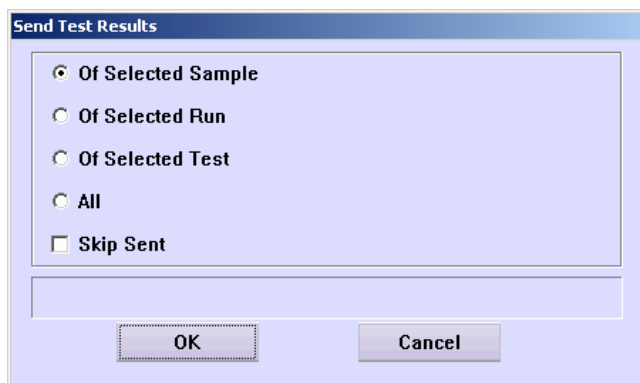 Send Test Results
Of Selected Sample
Of Selected Run
Of Selected Test
All
Skip Sent
OK Cancel